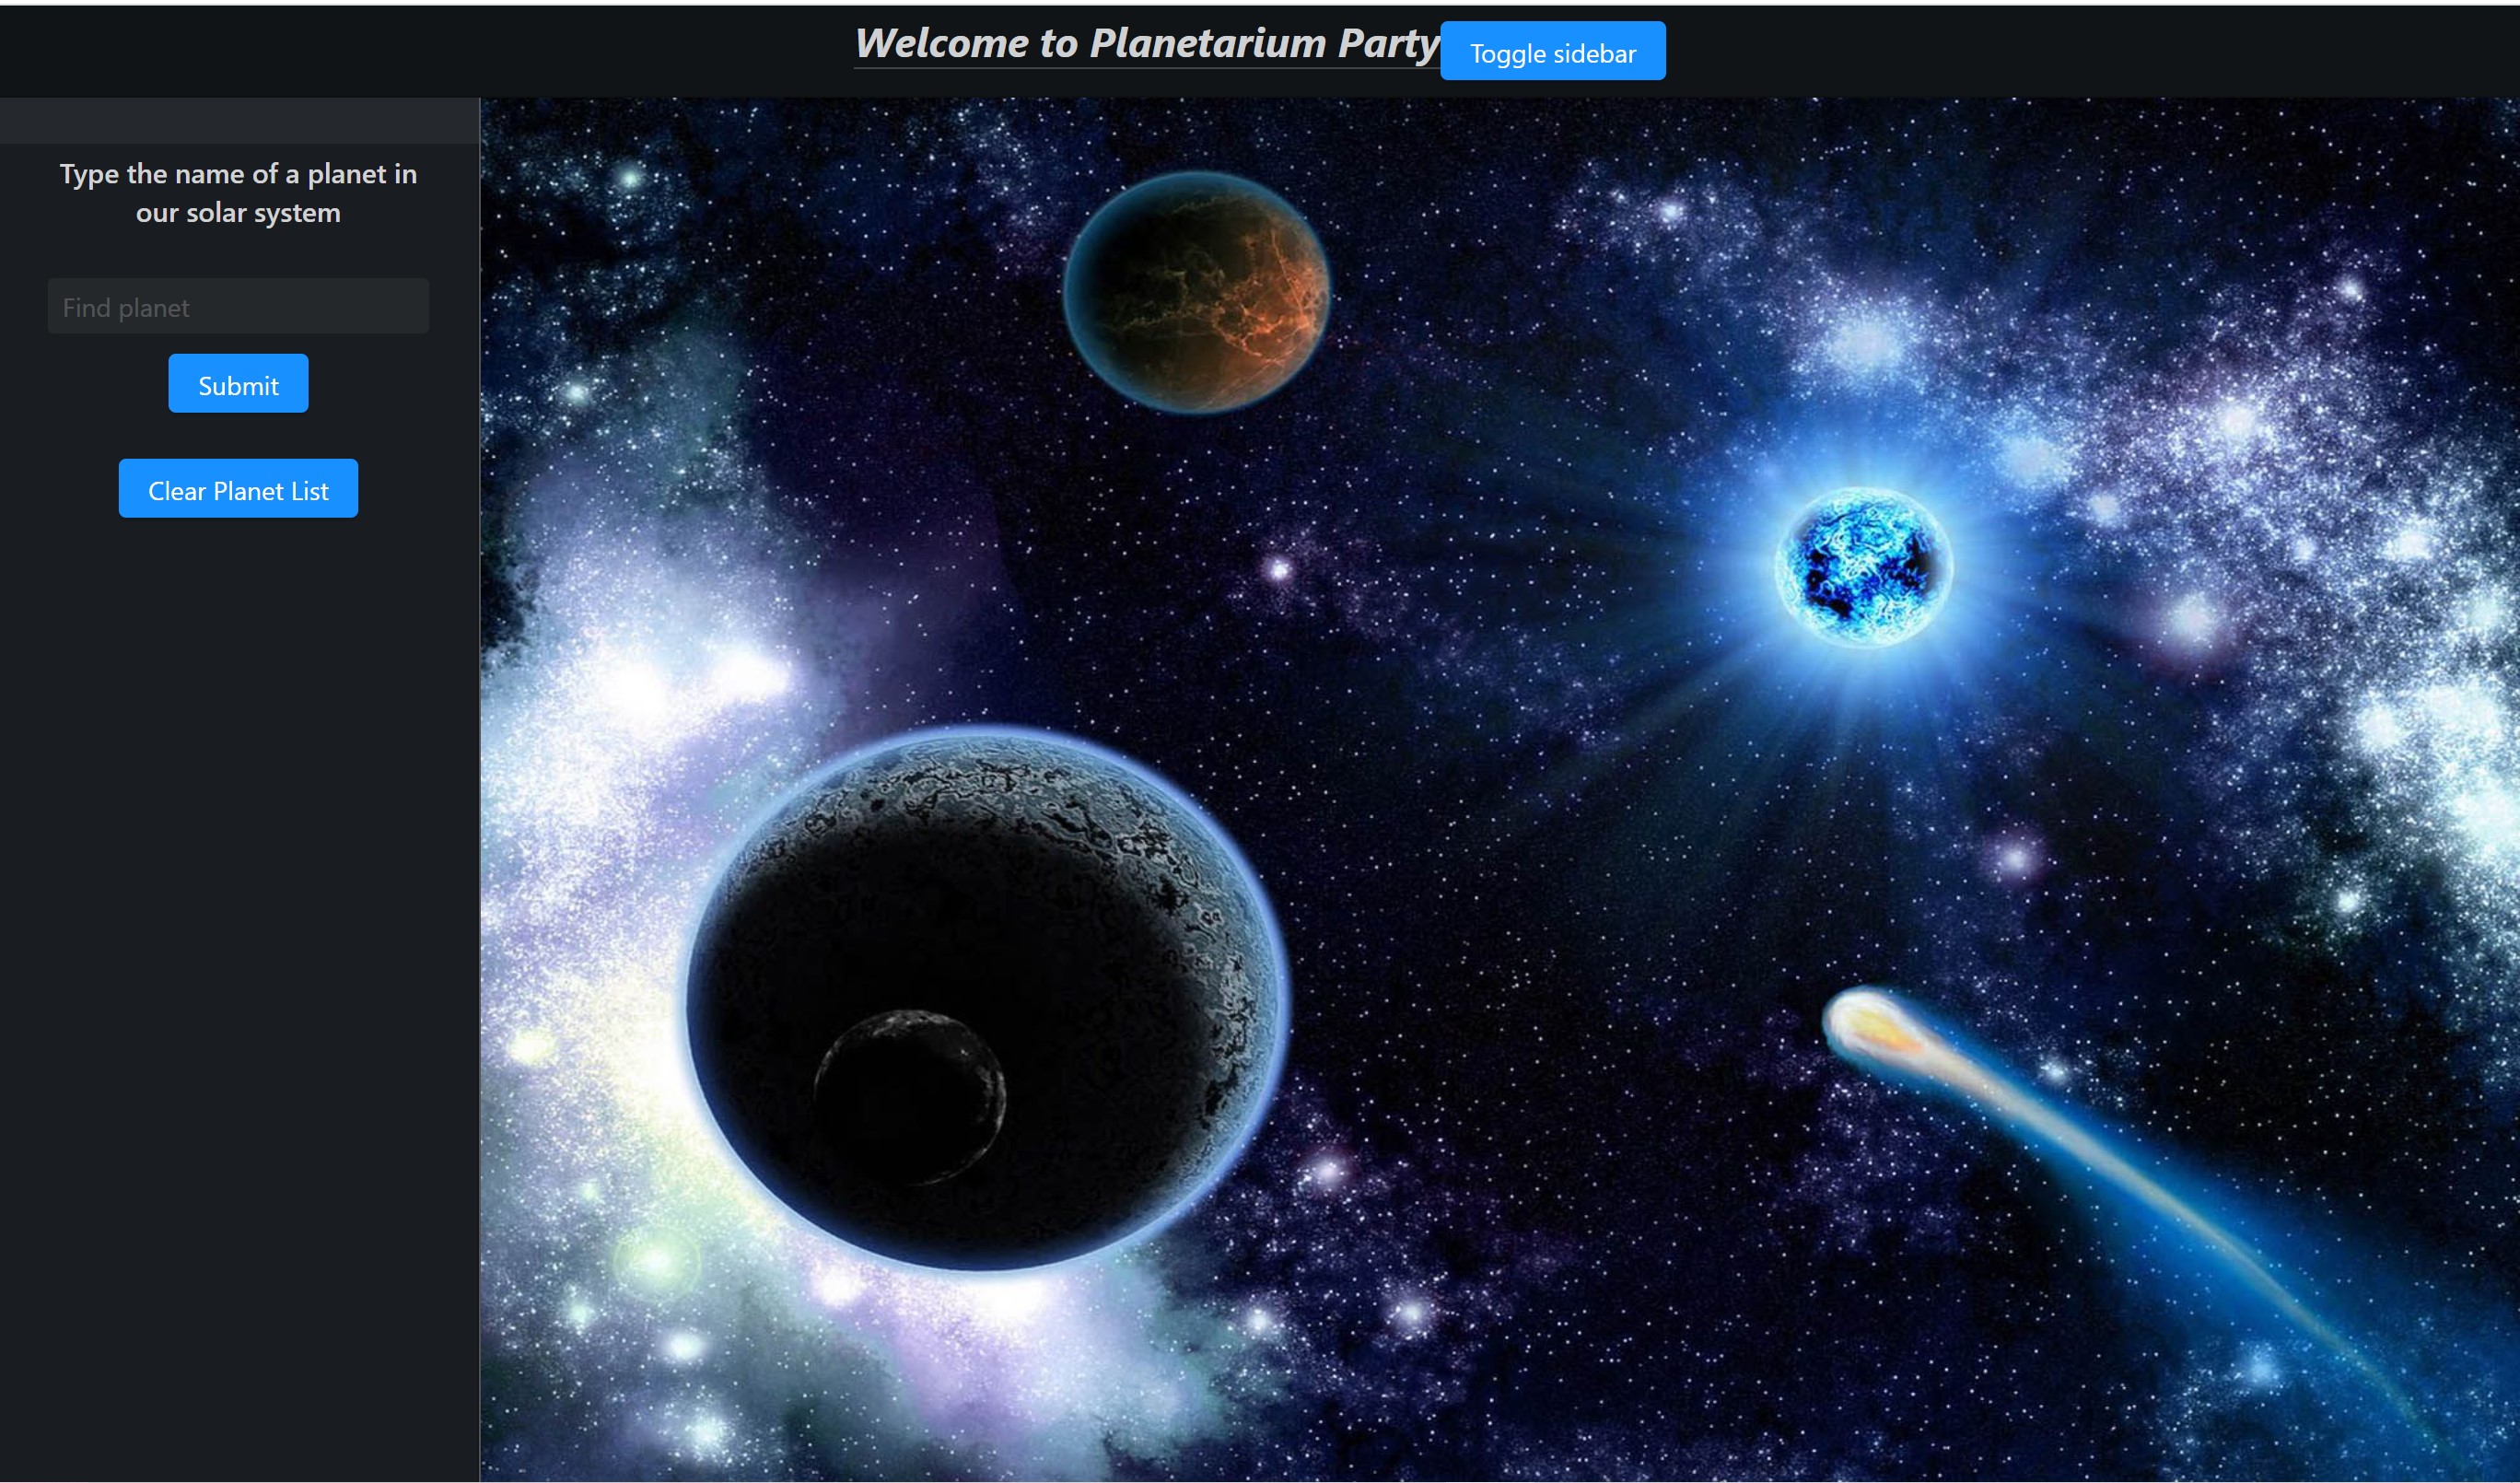 Welcome to Planetarium Party
Toggle sidebar
Type the name of a planet in
our solar system
Find planet
Submit
Clear Planet List